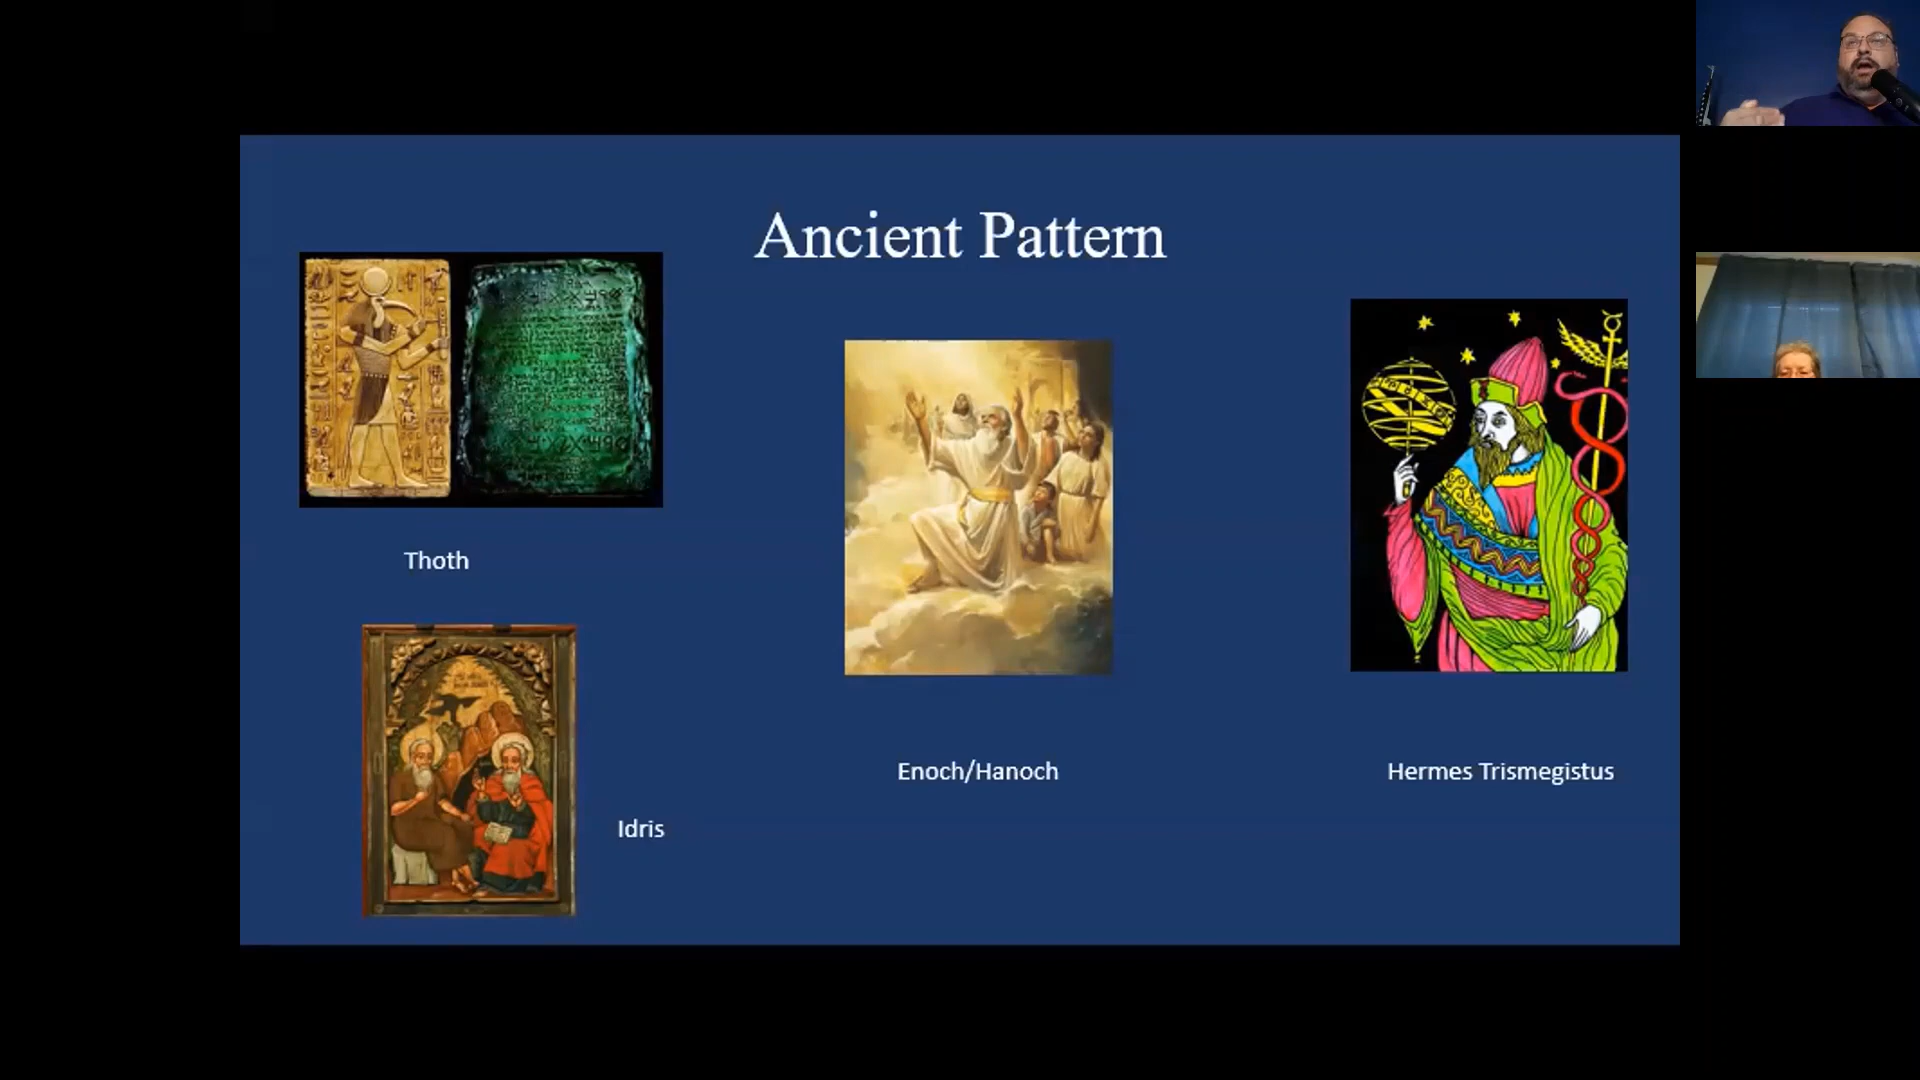 Ancient Pattern
Thoth
Enoch/Hanoch
Hermes Trismegistus
Idris